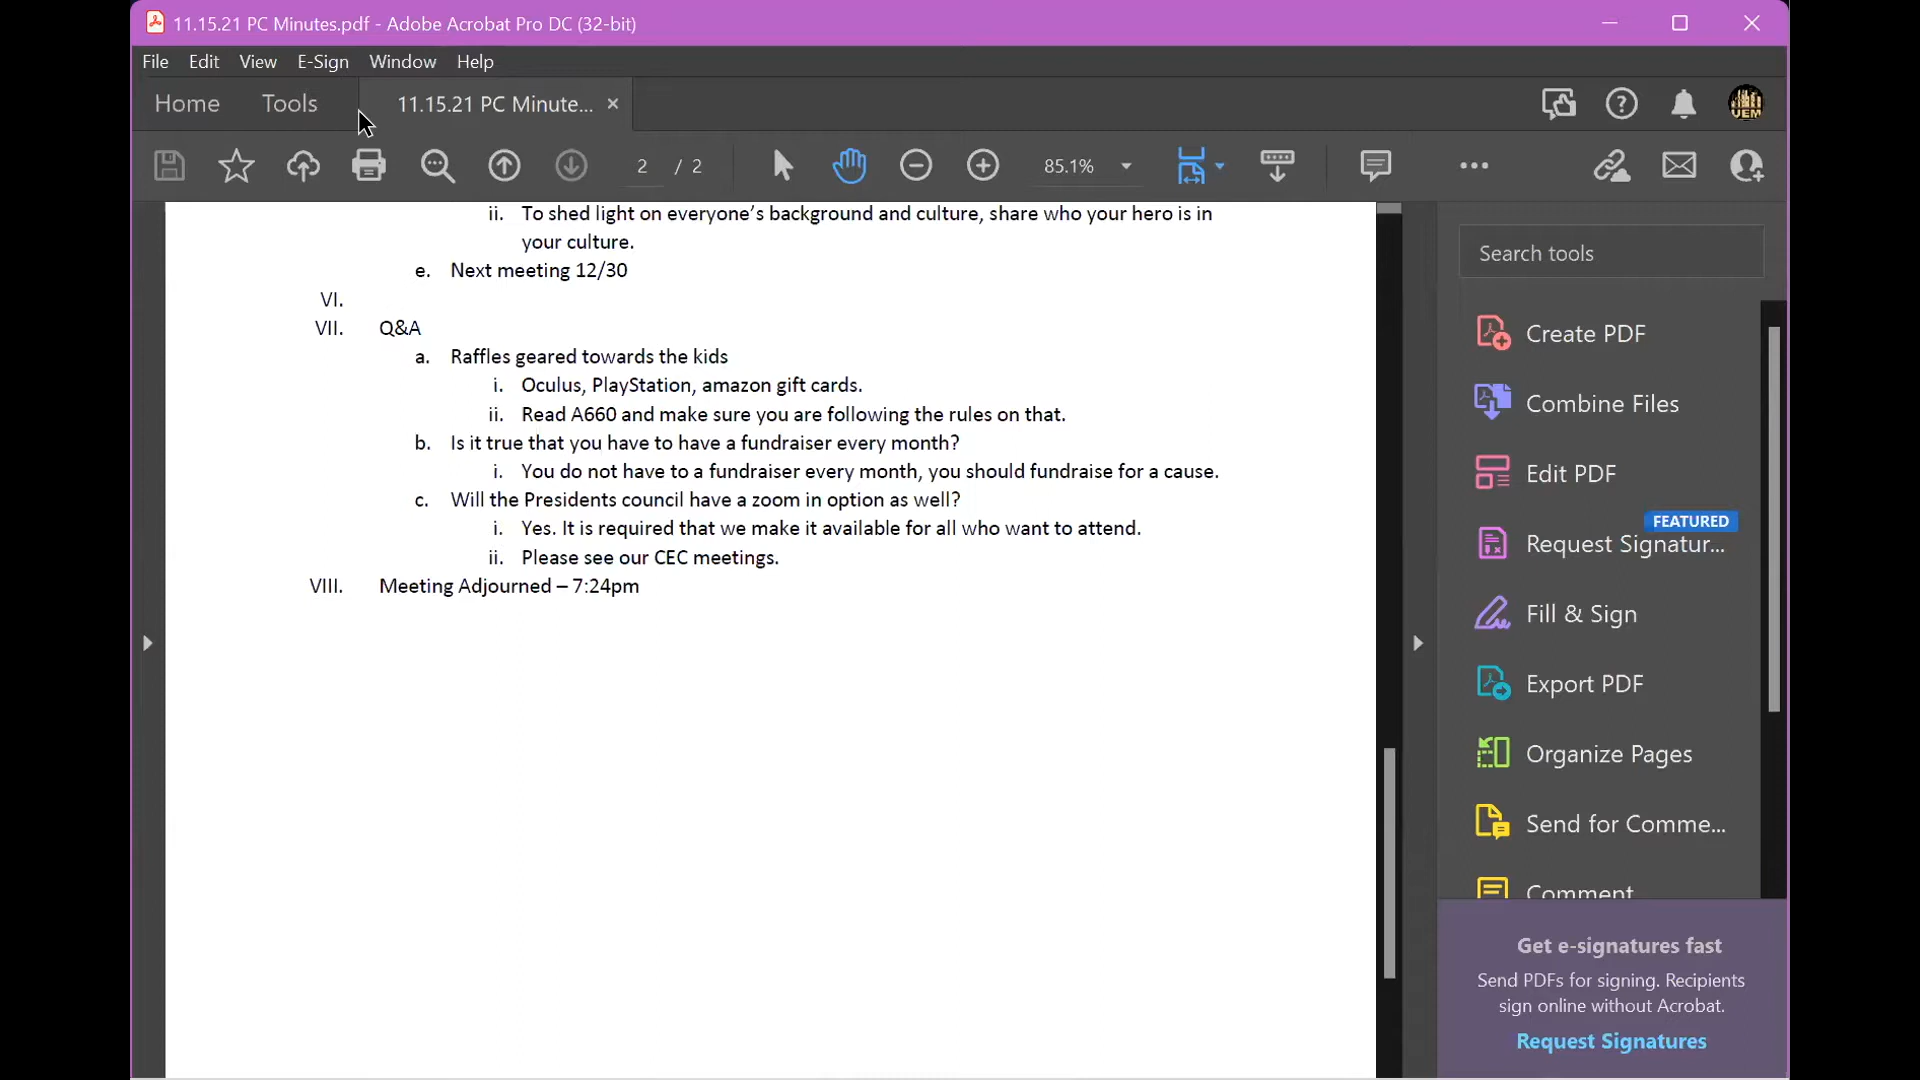 11.15.21 PC Minutes.pdf - Adobe Acrobat Pro DC (32-bit)
File Edit View E-Sign Window Help
Home Tools 11.15.21 PC Minute... ×
2 / 2 85.1%
ii. To shed light on everyone's background and culture, share who your hero is in
your culture.
e. Next meeting 12/30
VI.
VII. Q&A
a. Raffles geared towards the kids
i. Oculus, PlayStation, amazon gift cards.
ii. Read A660 and make sure you are following the rules on that.
b. Is it true that you have to have a fundraiser every month?
i. You do not have to a fundraiser every month, you should fundraise for a cause.
c. Will the Presidents council have a zoom in option as well?
i. Yes. It is required that we make it available for all who want to attend.
ii. Please see our CEC meetings.
VIII. Meeting Adjourned – 7:24pm
Search tools
Create PDF
Combine Files
Edit PDF
FEATURED
Request Signatur...
Fill & Sign
Export PDF
Organize Pages
Send for Comme...
Comment
Get e-signatures fast
Send PDFs for signing. Recipients
sign online without Acrobat.
Request Signatures